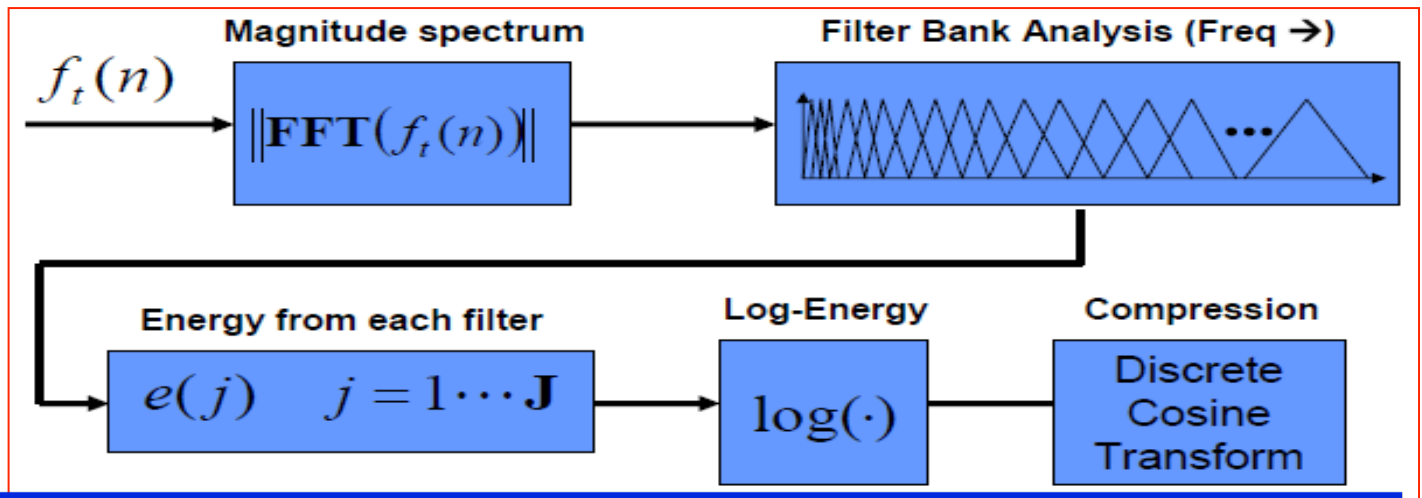 Magnitude spectrum
Filter Bank Analysis (Freq →)
f_t(n)
‖FFT(f_t(n))‖
•••
Energy from each filter
Log-Energy
Compression
e(j) j = 1⋯J
log(·)
Discrete
Cosine
Transform